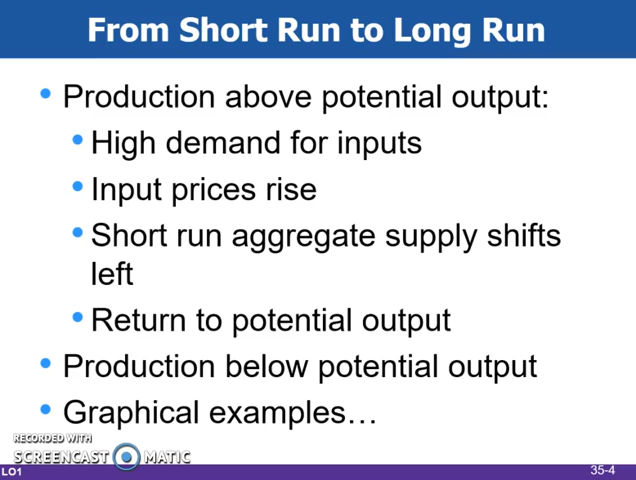 From Short Run to Long Run
• Production above potential output:
• High demand for inputs
• Input prices rise
• Short run aggregate supply shifts
left
• Return to potential output
• Production below potential output
• Graphical examples…
RECORDED WITH
SCREENCAST MATIC
LO1
35-4